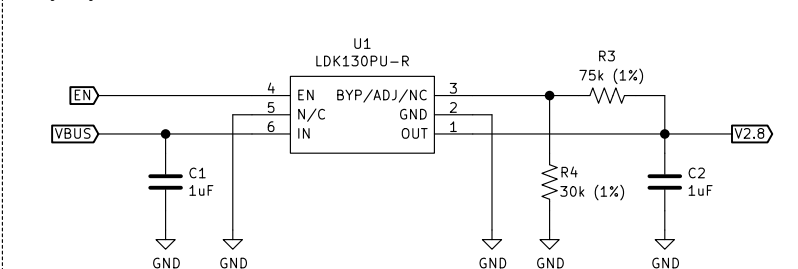 U1
LDK130PU-R
R3
75k (1%)
EN
4
EN
BYP/ADJ/NC
3
5
N/C
GND
2
VBUS
6
IN
OUT
1
V2.8
C1
1uF
R4
30k (1%)
C2
1uF
GND
GND
GND
GND
GND